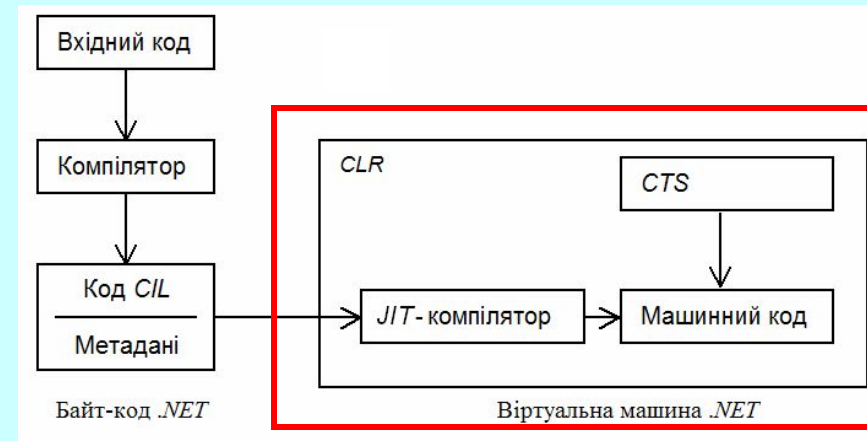 Вхідний код
Компілятор
Код CIL
Метадані
Байт-код .NET
CLR
CTS
JIT-компілятор
Машинний код
Віртуальна машина .NET